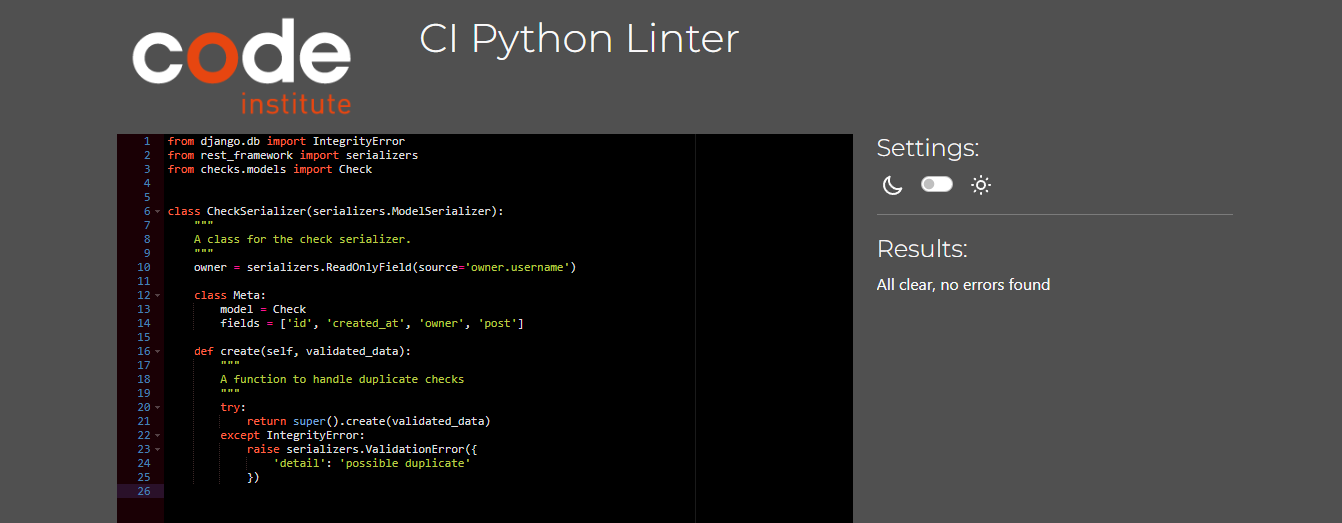 code
institute
CI Python Linter
1 from django.db import IntegrityError
2 from rest_framework import serializers
3 from checks.models import Check
4
5
6 class CheckSerializer(serializers.ModelSerializer):
7     """
8     A class for the check serializer.
9     """
10     owner = serializers.ReadOnlyField(source='owner.username')
11
12     class Meta:
13         model = Check
14         fields = ['id', 'created_at', 'owner', 'post']
15
16     def create(self, validated_data):
17         """
18         A function to handle duplicate checks
19         """
20         try:
21             return super().create(validated_data)
22         except IntegrityError:
23             raise serializers.ValidationError({
24                 'detail': 'possible duplicate'
25             })
26
Settings:
Results:
All clear, no errors found